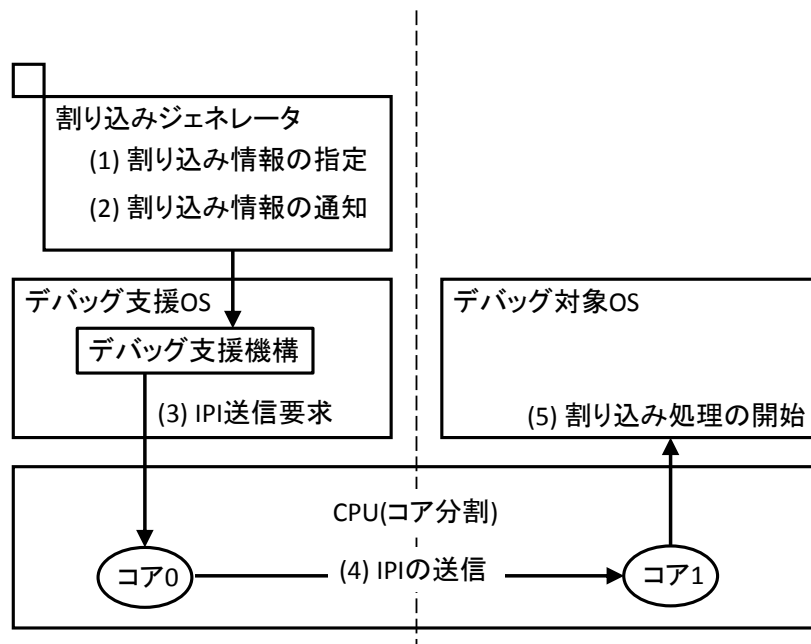 割り込みジェネレータ
(1) 割り込み情報の指定
(2) 割り込み情報の通知
デバッグ支援OS
デバッグ支援機構
(3) IPI送信要求
デバッグ対象OS
(5) 割り込み処理の開始
CPU(コア分割)
コア0
(4) IPIの送信
コア1